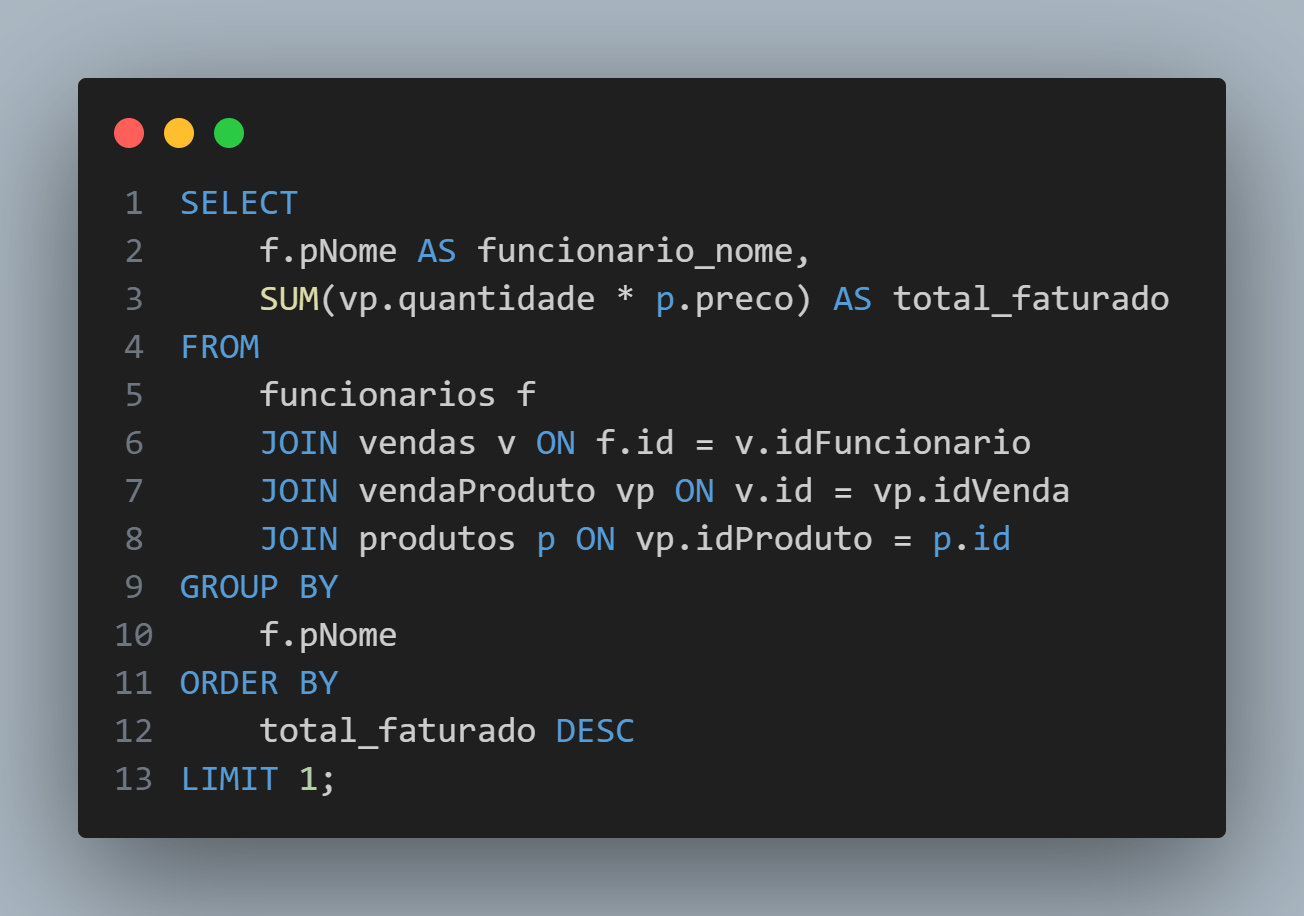 1 SELECT
2     f.pNome AS funcionario_nome,
3     SUM(vp.quantidade * p.preco) AS total_faturado
4 FROM
5     funcionarios f
6     JOIN vendas v ON f.id = v.idFuncionario
7     JOIN vendaProduto vp ON v.id = vp.idVenda
8     JOIN produtos p ON vp.idProduto = p.id
9 GROUP BY
10     f.pNome
11 ORDER BY
12     total_faturado DESC
13 LIMIT 1;